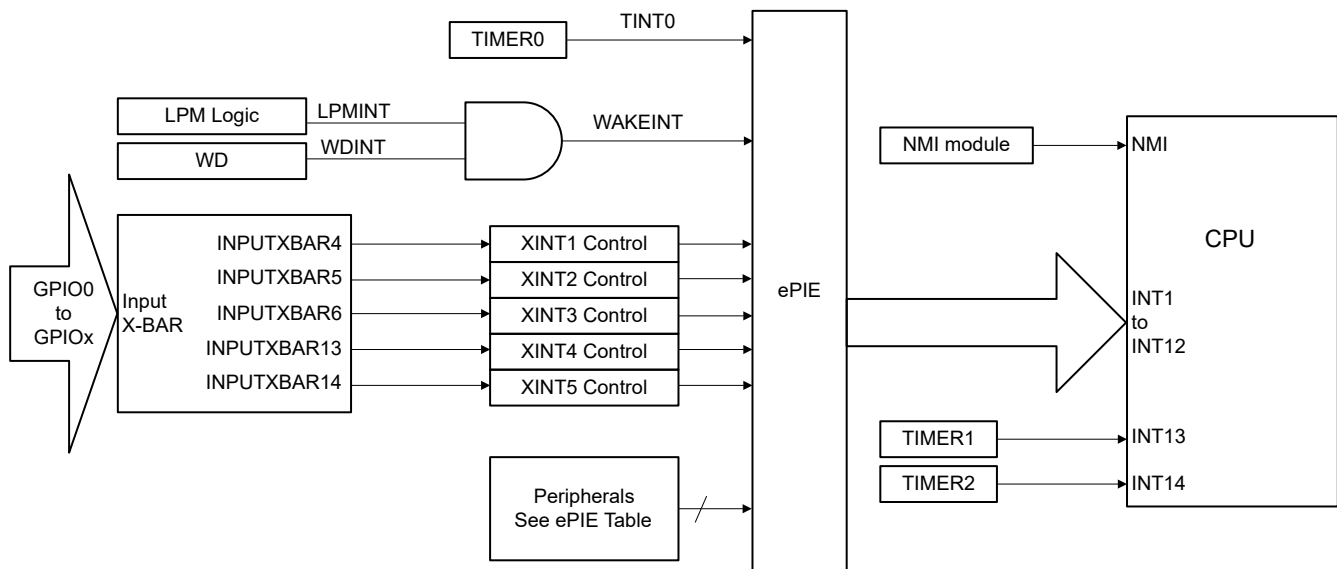 TINT0
TIMER0
LPM Logic
LPMINT
WAKEINT
WD
WDINT
NMI module
NMI
CPU
GPIO0
to
GPIOx
Input
X-BAR
INPUTXBAR4
INPUTXBAR5
INPUTXBAR6
INPUTXBAR13
INPUTXBAR14
XINT1 Control
XINT2 Control
XINT3 Control
XINT4 Control
XINT5 Control
ePIE
INT1
to
INT12
TIMER1
INT13
TIMER2
INT14
Peripherals
See ePIE Table